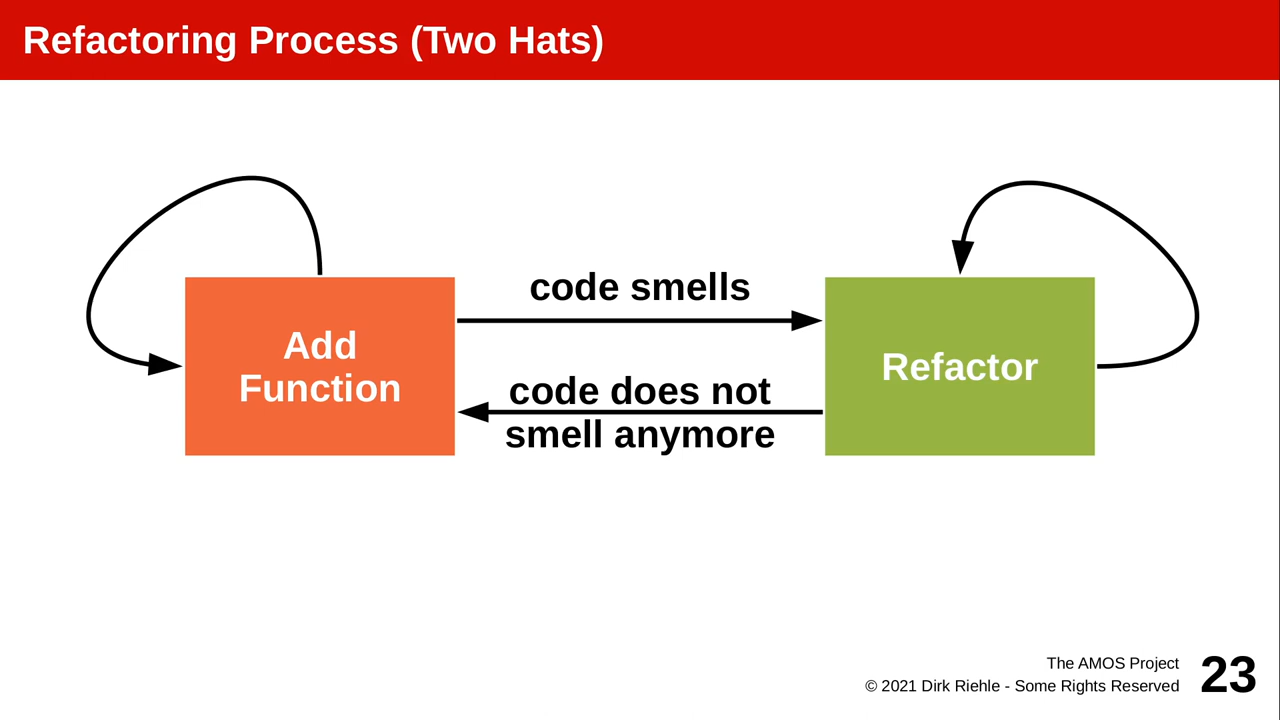 Refactoring Process (Two Hats)
code smells
Add
Function
Refactor
code does not
smell anymore
The AMOS Project
© 2021 Dirk Riehle - Some Rights Reserved
23